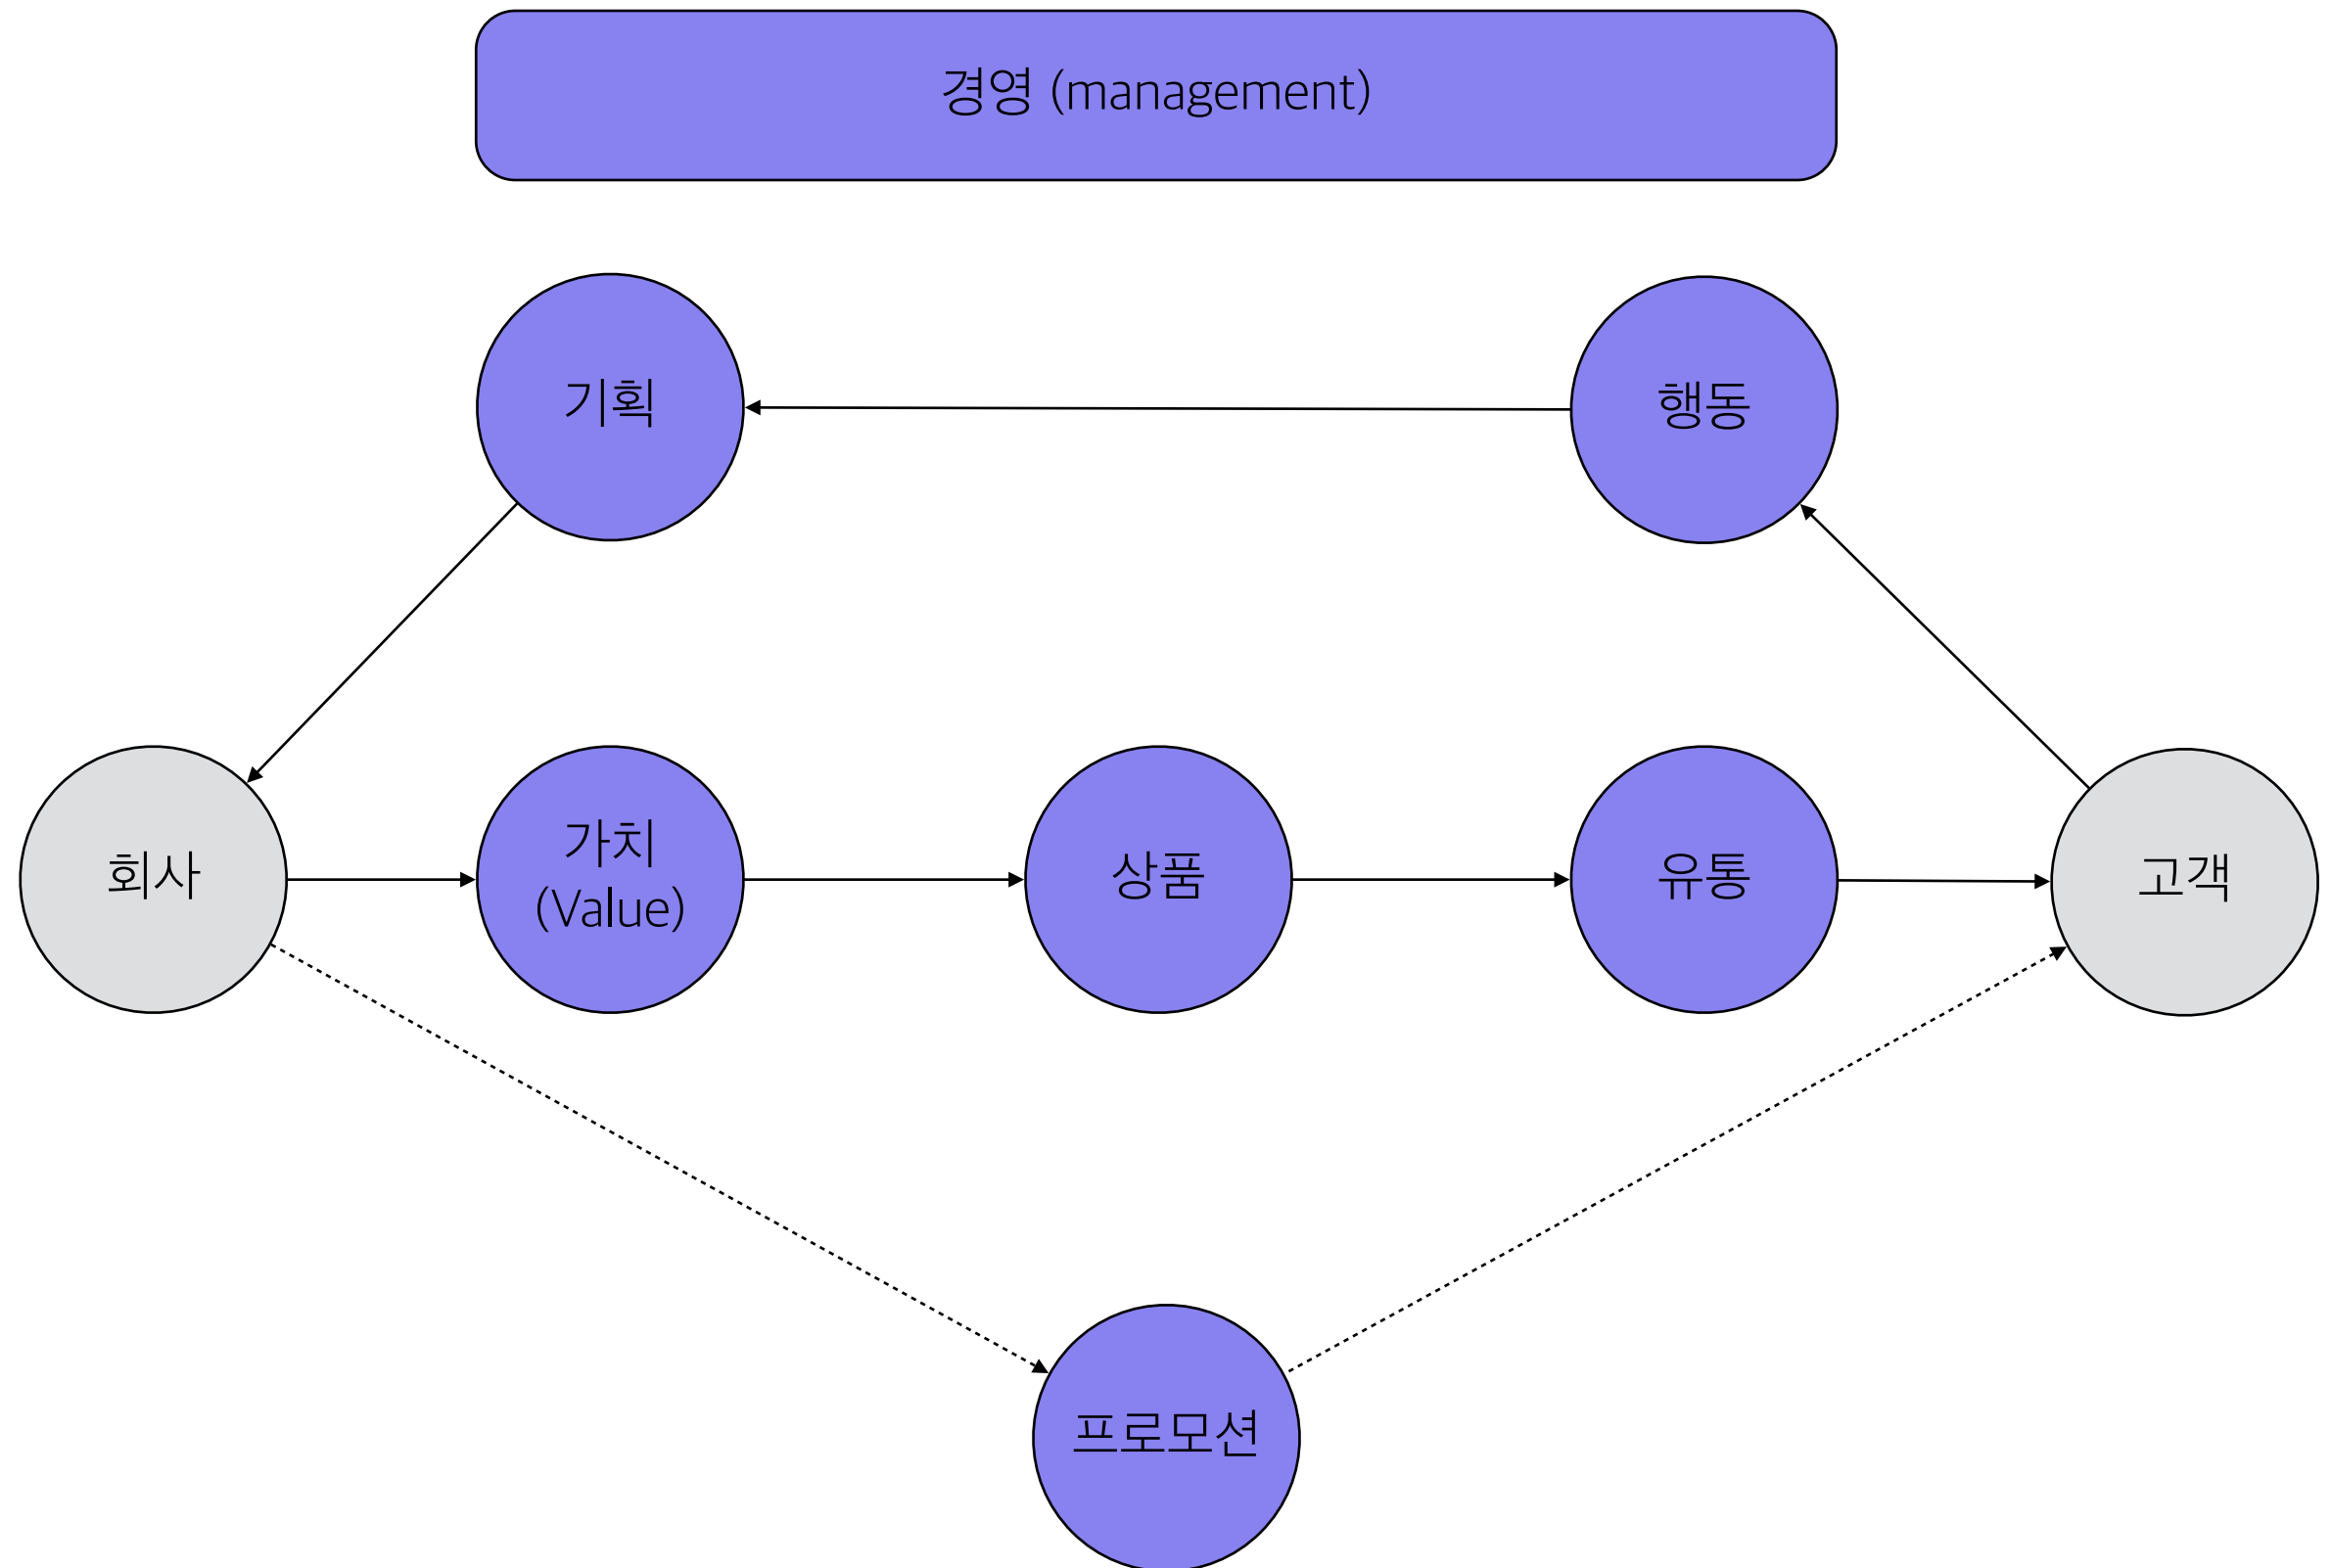 경영 (management)
기획
행동
회사
가치
(Value)
상품
유통
고객
프로모션